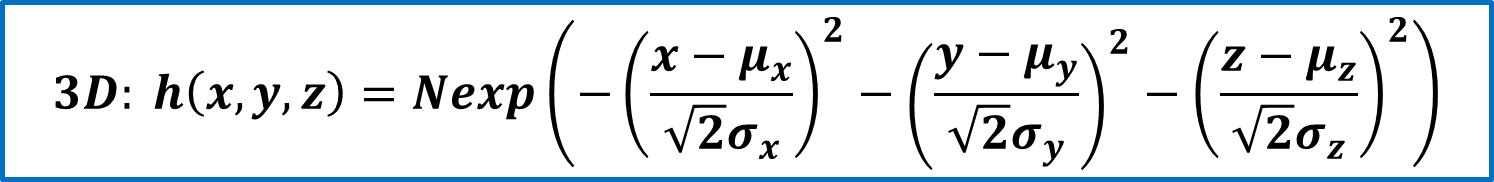 3D: h(x, y, z) = Nexp(−((x − μ_x)/(√2σ_x))^2 − ((y − μ_y)/(√2σ_y))^2 − ((z − μ_z)/(√2σ_z))^2)